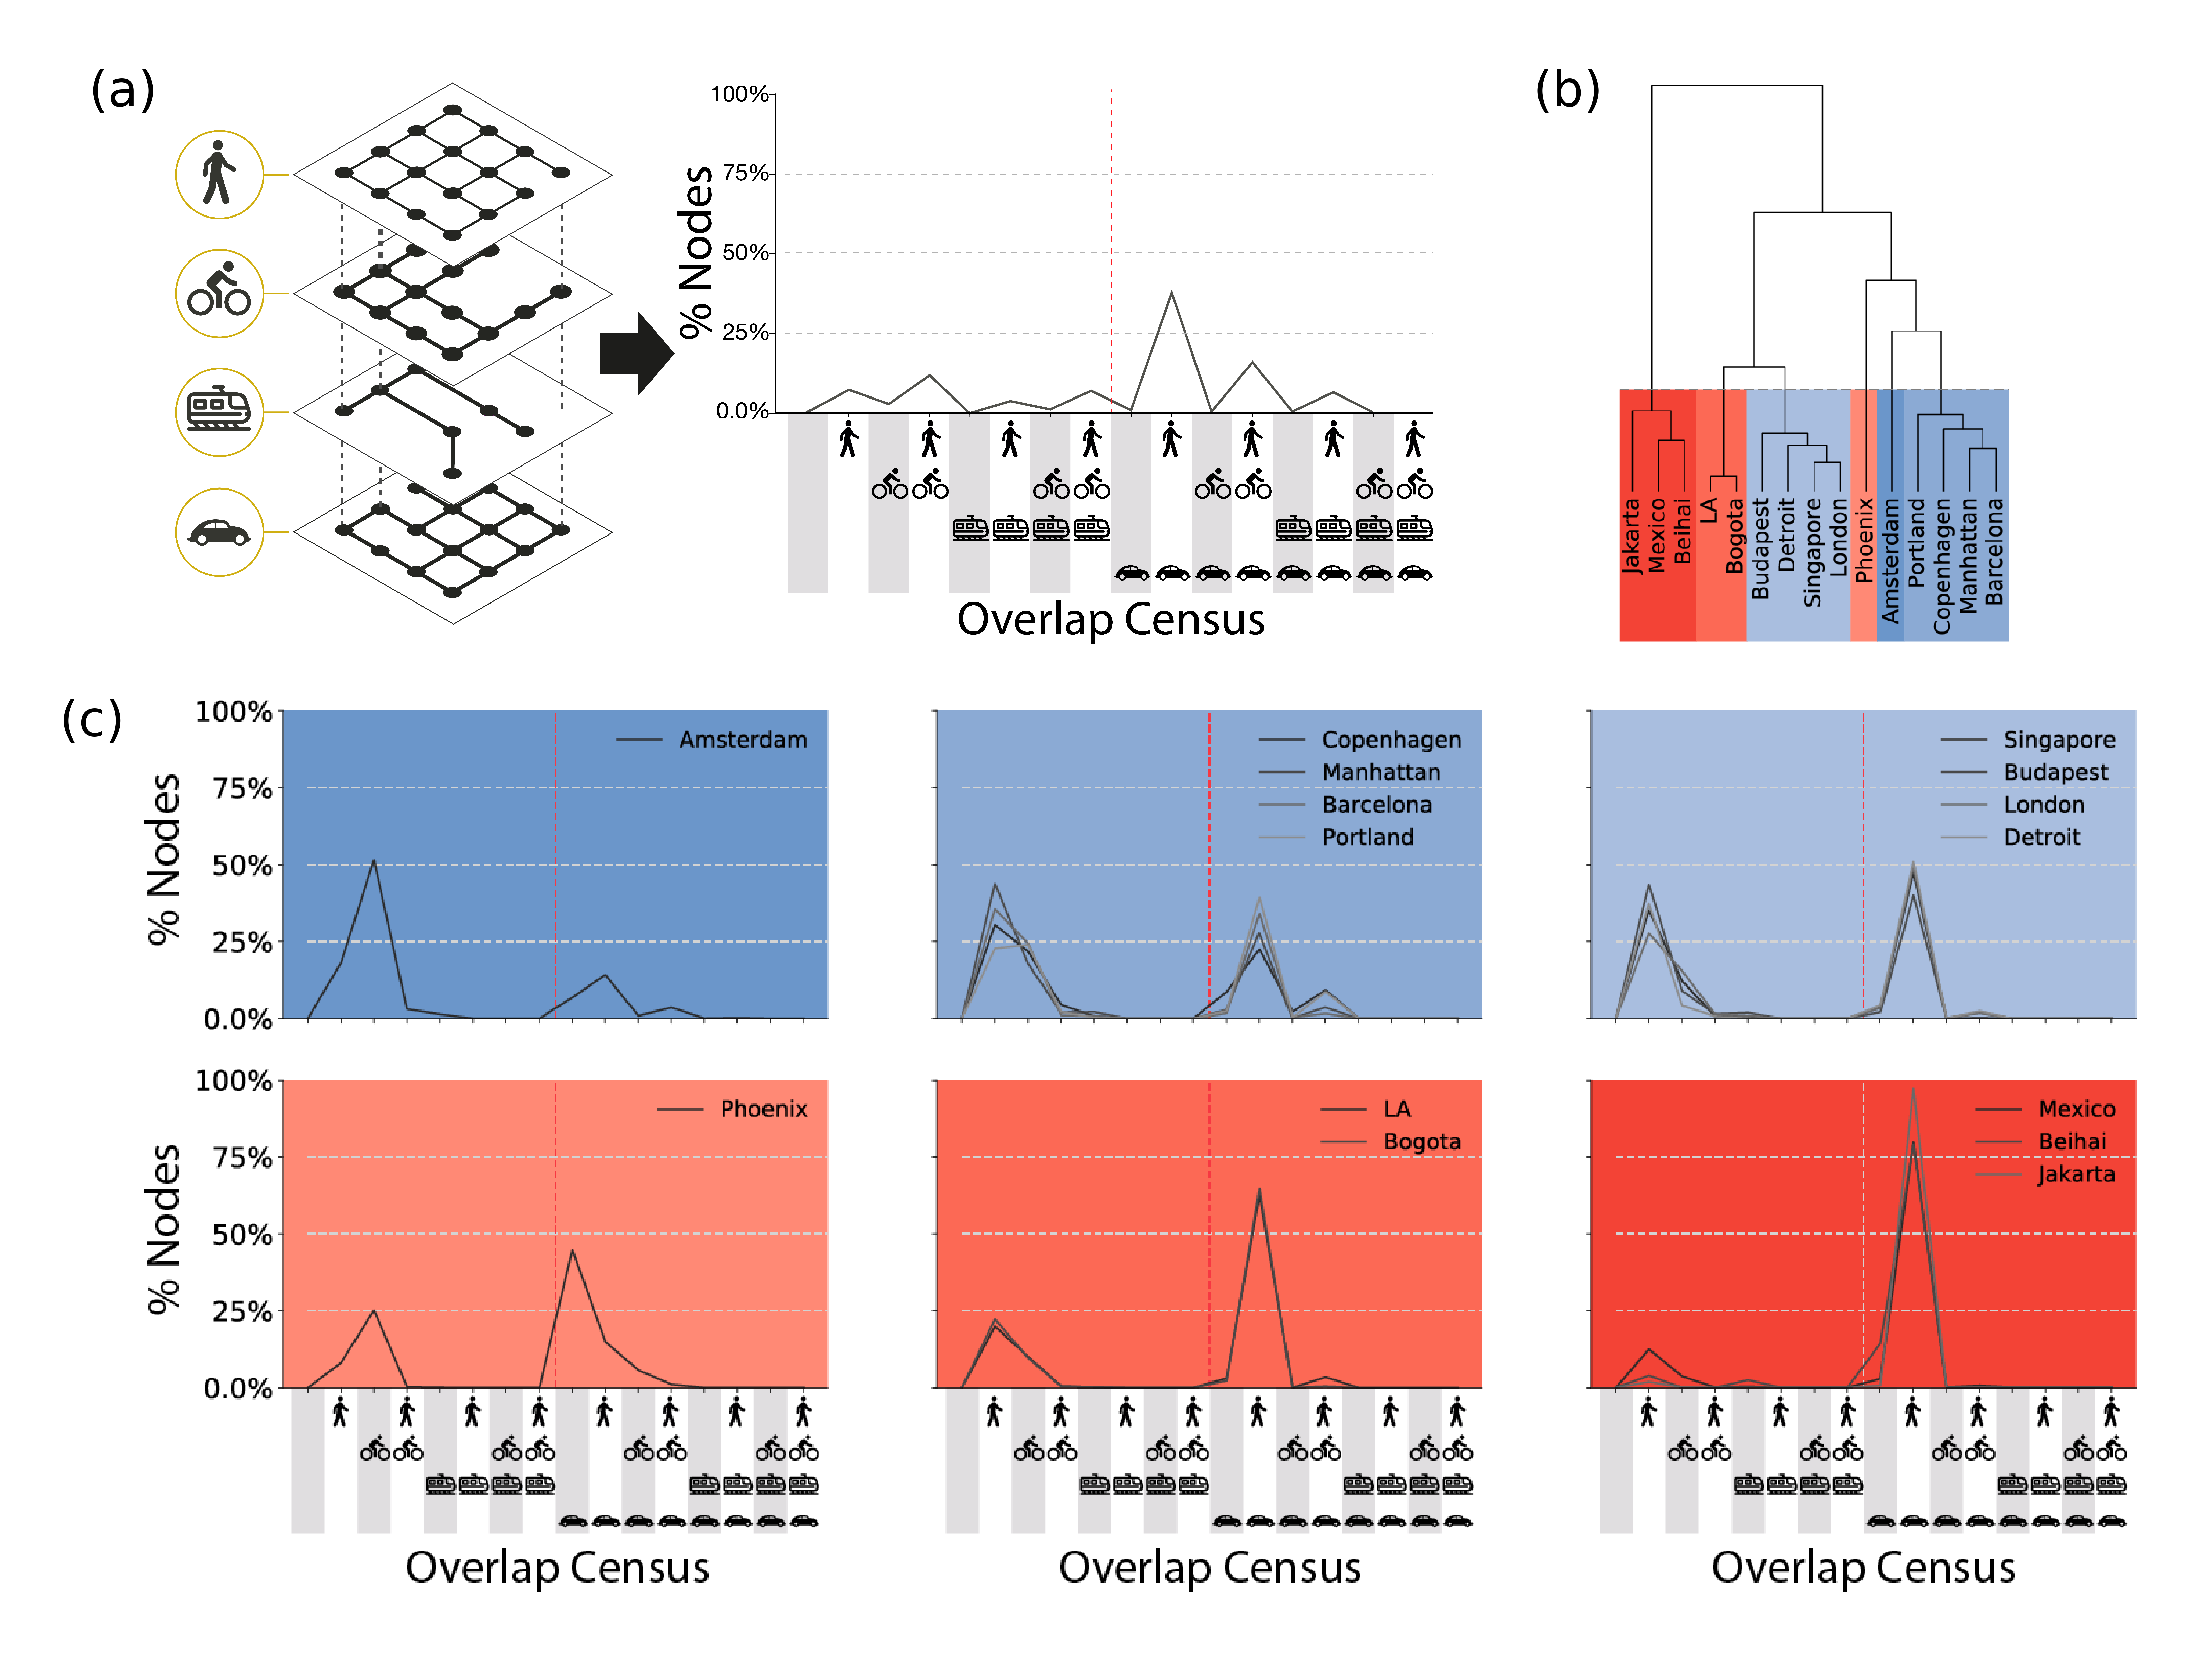 (a)
100%
75%
50%
25%
0.0%
% Nodes
Overlap Census
(b)
Jakarta
Mexico
Beihai
LA
Bogota
Budapest
Detroit
Singapore
London
Phoenix
Amsterdam
Portland
Copenhagen
Manhattan
Barcelona
(c)
100%
75%
50%
25%
0.0%
% Nodes
Amsterdam
Copenhagen
Manhattan
Barcelona
Portland
Singapore
Budapest
London
Detroit
100%
75%
50%
25%
0.0%
% Nodes
Phoenix
LA
Bogota
Mexico
Beihai
Jakarta
Overlap Census
Overlap Census
Overlap Census